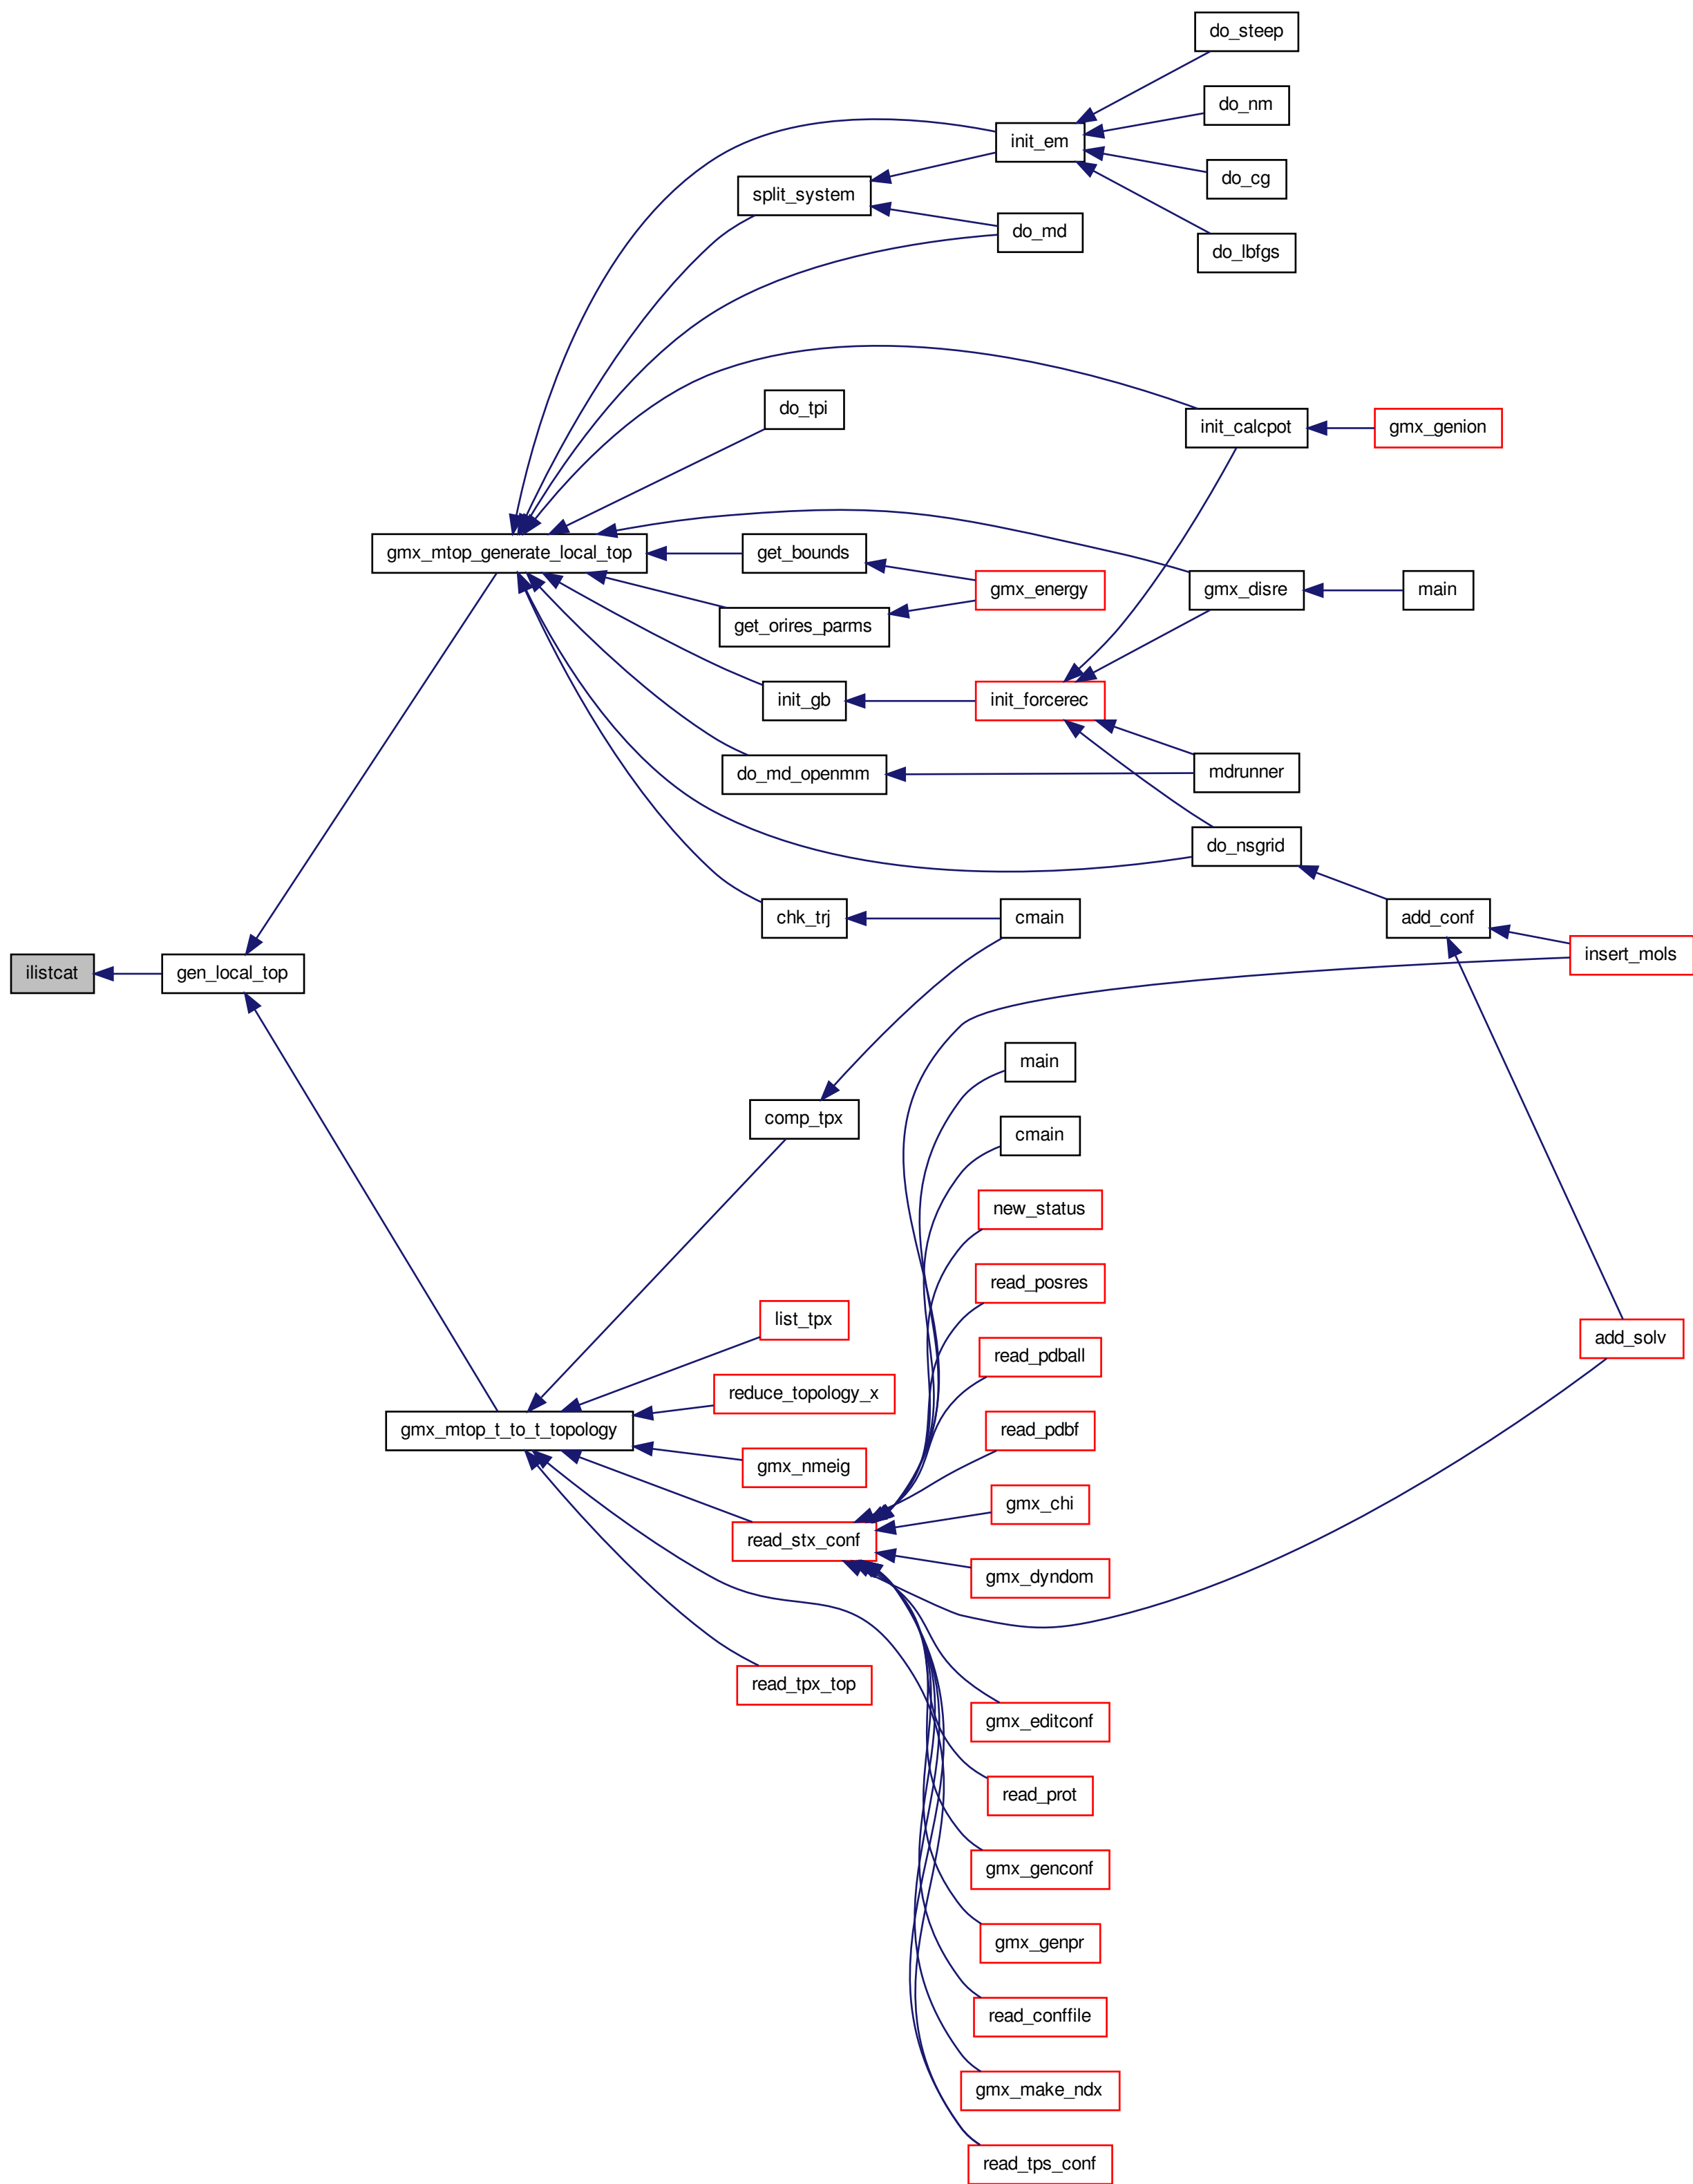 do_steep
do_nm
init_em
do_cg
split_system
do_md
do_lbfgs
do_tpi
init_calcpot
gmx_genion
gmx_mtop_generate_local_top
get_bounds
gmx_energy
gmx_disre
main
get_orires_parms
init_gb
init_forcerec
do_md_openmm
mdrunner
do_nsgrid
chk_trj
cmain
add_conf
insert_mols
ilistcat
gen_local_top
main
comp_tpx
cmain
new_status
read_posres
list_tpx
add_solv
read_pdball
reduce_topology_x
gmx_mtop_t_to_t_topology
read_pdbf
gmx_nmeig
gmx_chi
read_stx_conf
gmx_dyndom
read_tpx_top
gmx_editconf
read_prot
gmx_genconf
gmx_genpr
read_conffile
gmx_make_ndx
read_tps_conf